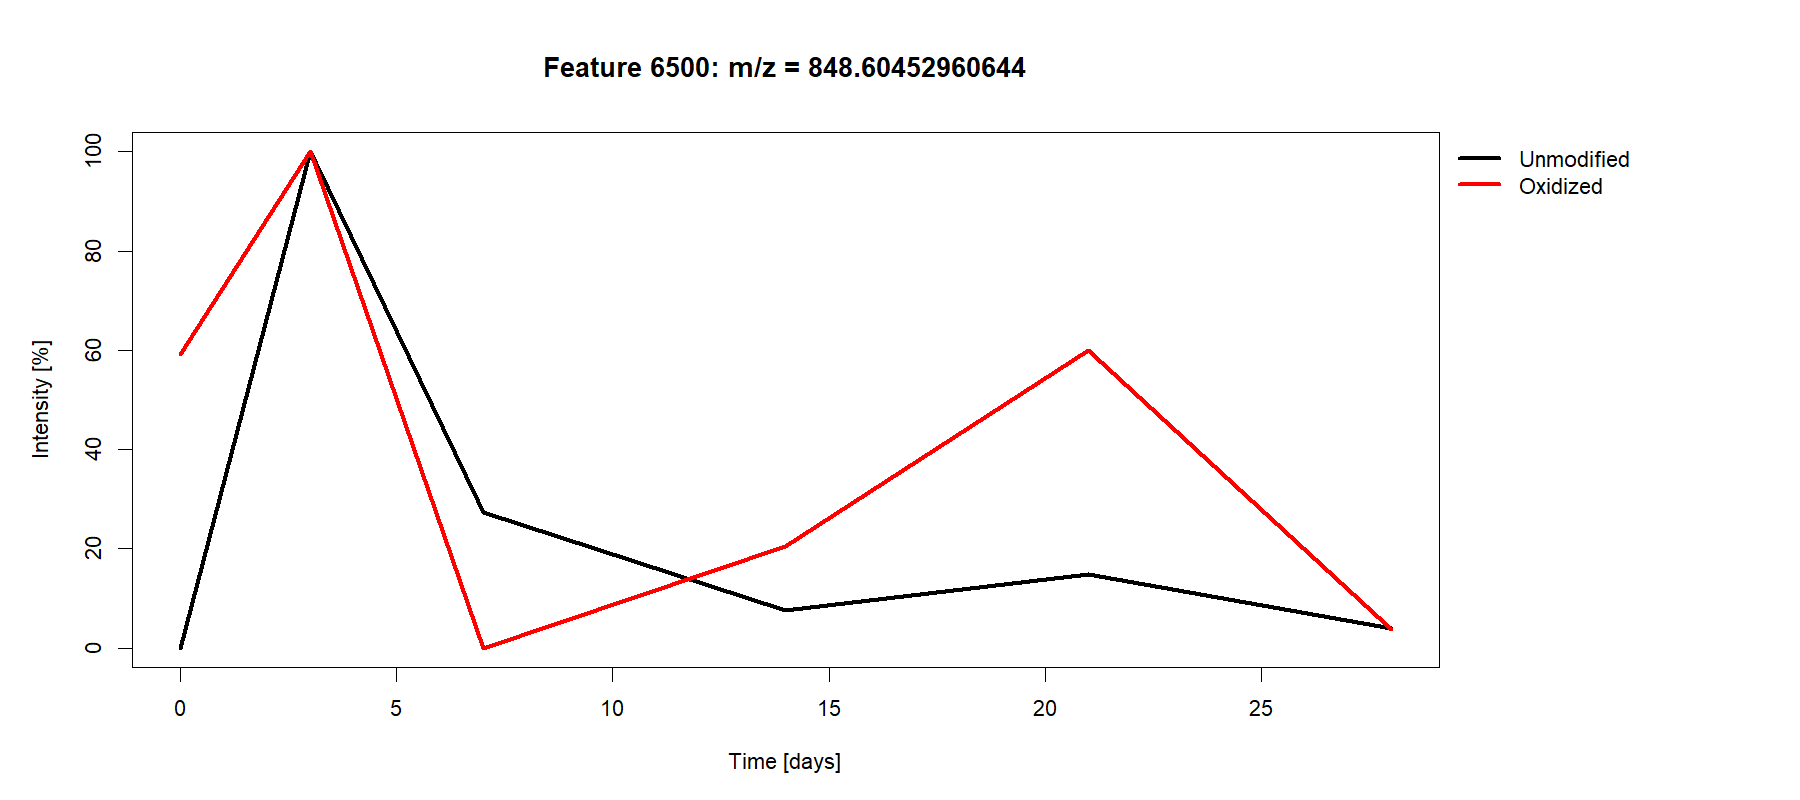 Feature 6500: m/z = 848.60452960644
Unmodified
Oxidized
Intensity [%]
100
80
60
40
20
0
0 5 10 15 20 25
Time [days]